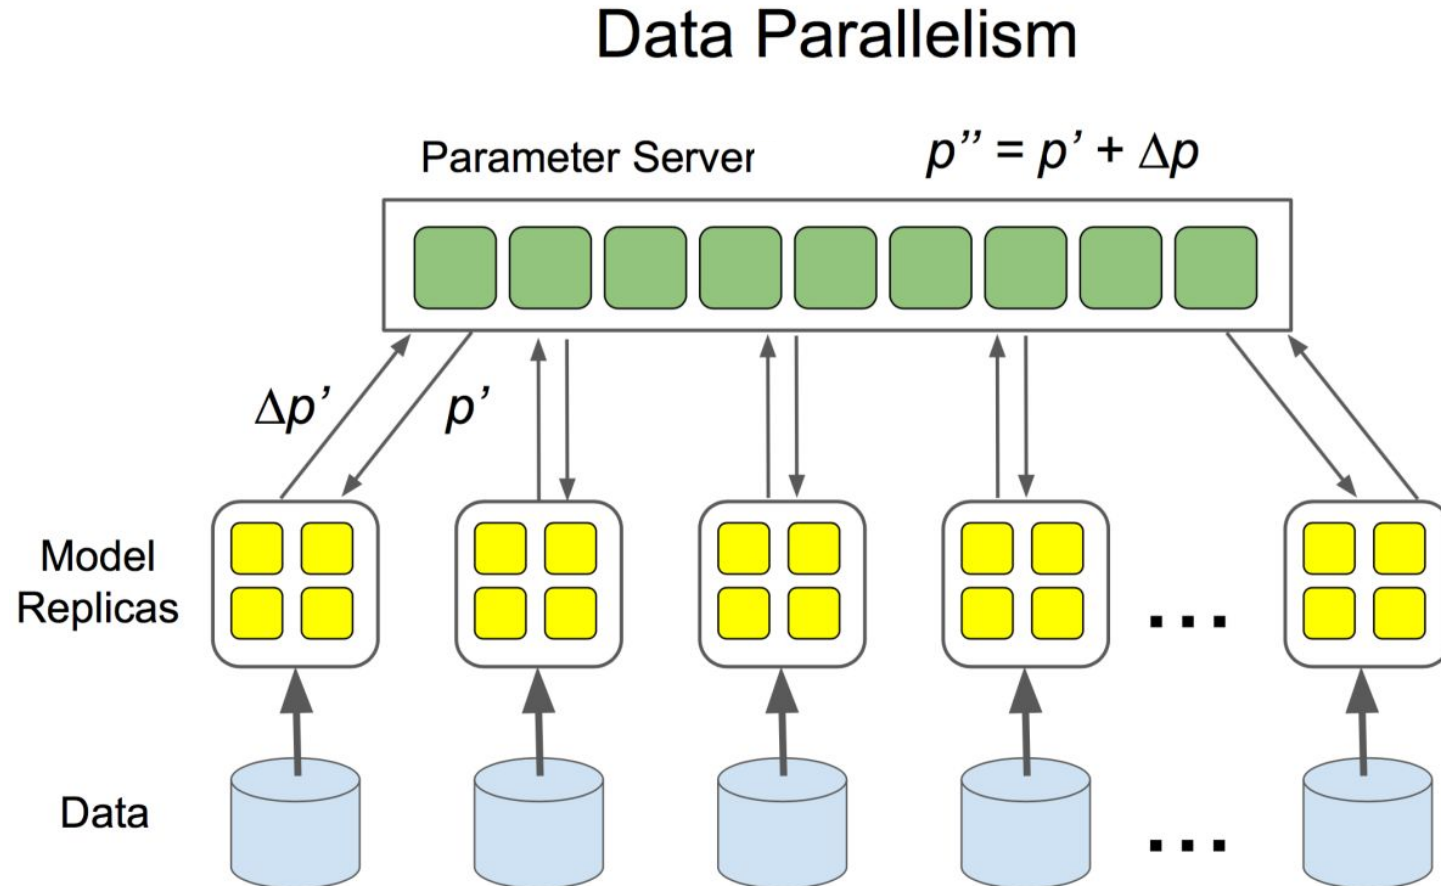 Data Parallelism
Parameter Server
p’’ = p’ + Δp
Δp’
p’
Model
Replicas
...
Data
...